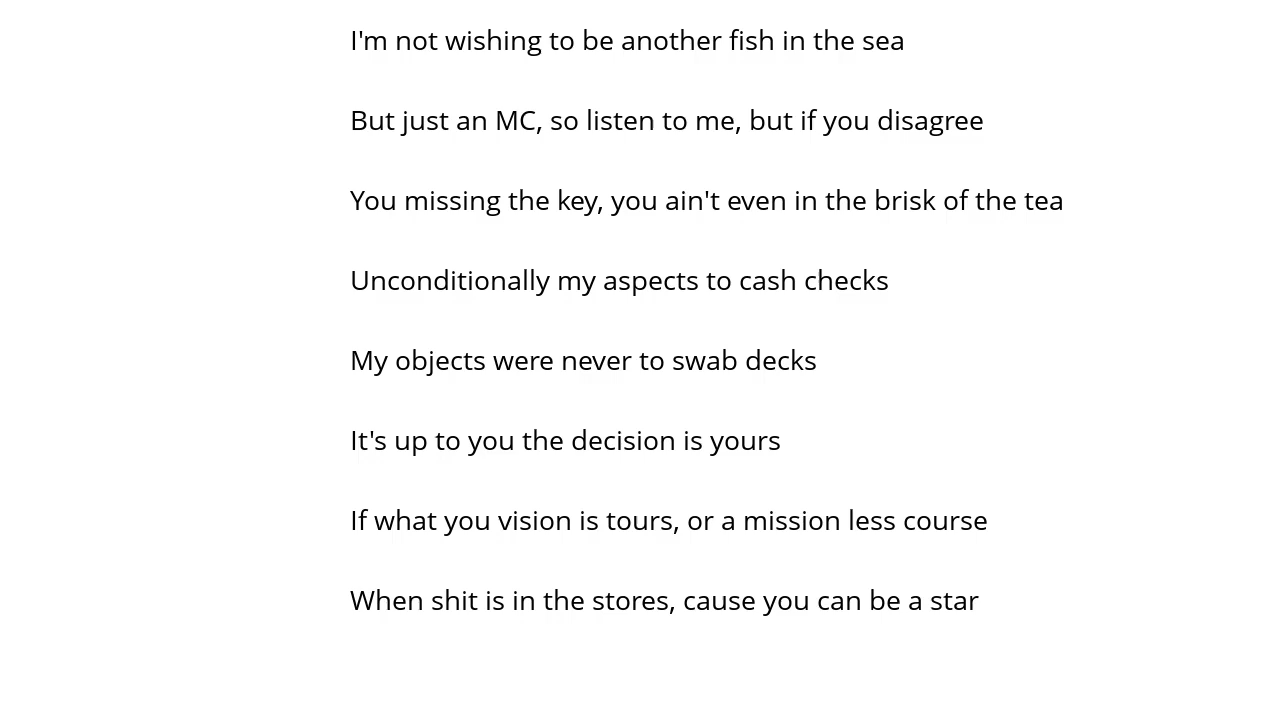 I'm not wishing to be another fish in the sea
But just an MC, so listen to me, but if you disagree
You missing the key, you ain't even in the brisk of the tea
Unconditionally my aspects to cash checks
My objects were never to swab decks
It's up to you the decision is yours
If what you vision is tours, or a mission less course
When shit is in the stores, cause you can be a star